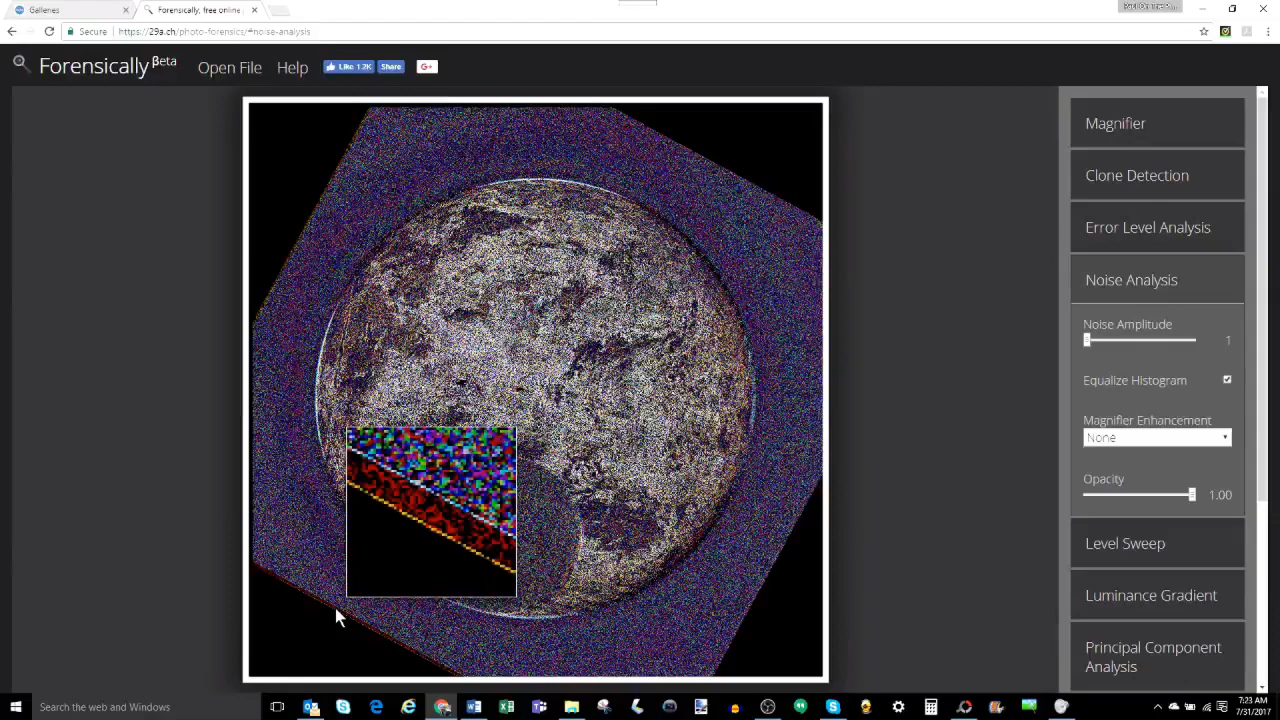 Galleries
Forensically, free online
Secure
https://29a.ch/photo-forensics/#noise-analysis
Forensically βeta
Open File
Help
Like 1.2K
Share
G+
Magnifier
Clone Detection
Error Level Analysis
Noise Analysis
Noise Amplitude
1
Equalize Histogram
Magnifier Enhancement
None
Opacity
1.00
Level Sweep
Luminance Gradient
Principal Component
Analysis
Search the web and Windows
7:23 AM
7/31/2017